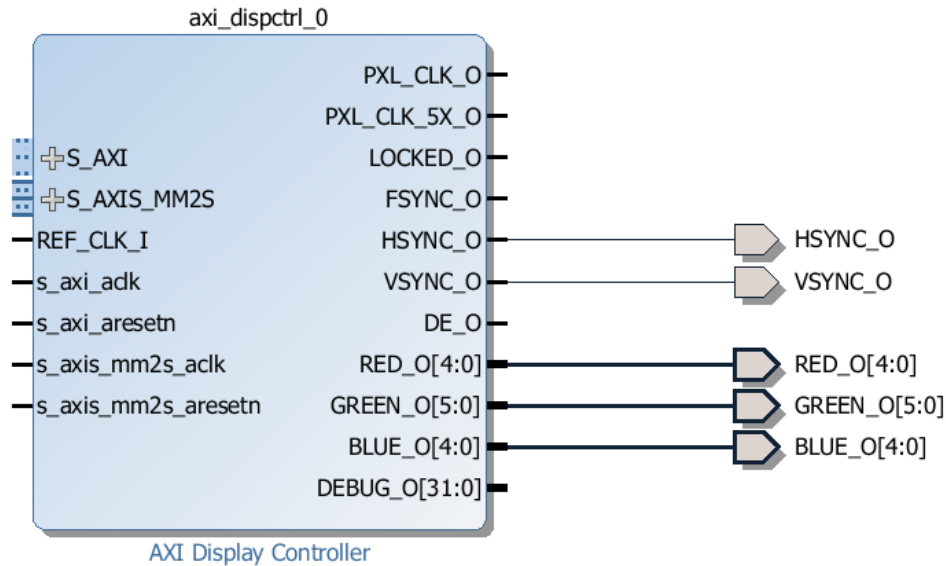 axi_dispctrl_0
PXL_CLK_O
PXL_CLK_5X_O
S_AXI LOCKED_O
S_AXIS_MM2S FSYNC_O
REF_CLK_I HSYNC_O HSYNC_O
s_axi_aclk VSYNC_O VSYNC_O
s_axi_aresetn DE_O
s_axis_mm2s_aclk RED_O[4:0] RED_O[4:0]
s_axis_mm2s_aresetn GREEN_O[5:0] GREEN_O[5:0]
BLUE_O[4:0] BLUE_O[4:0]
DEBUG_O[31:0]
AXI Display Controller